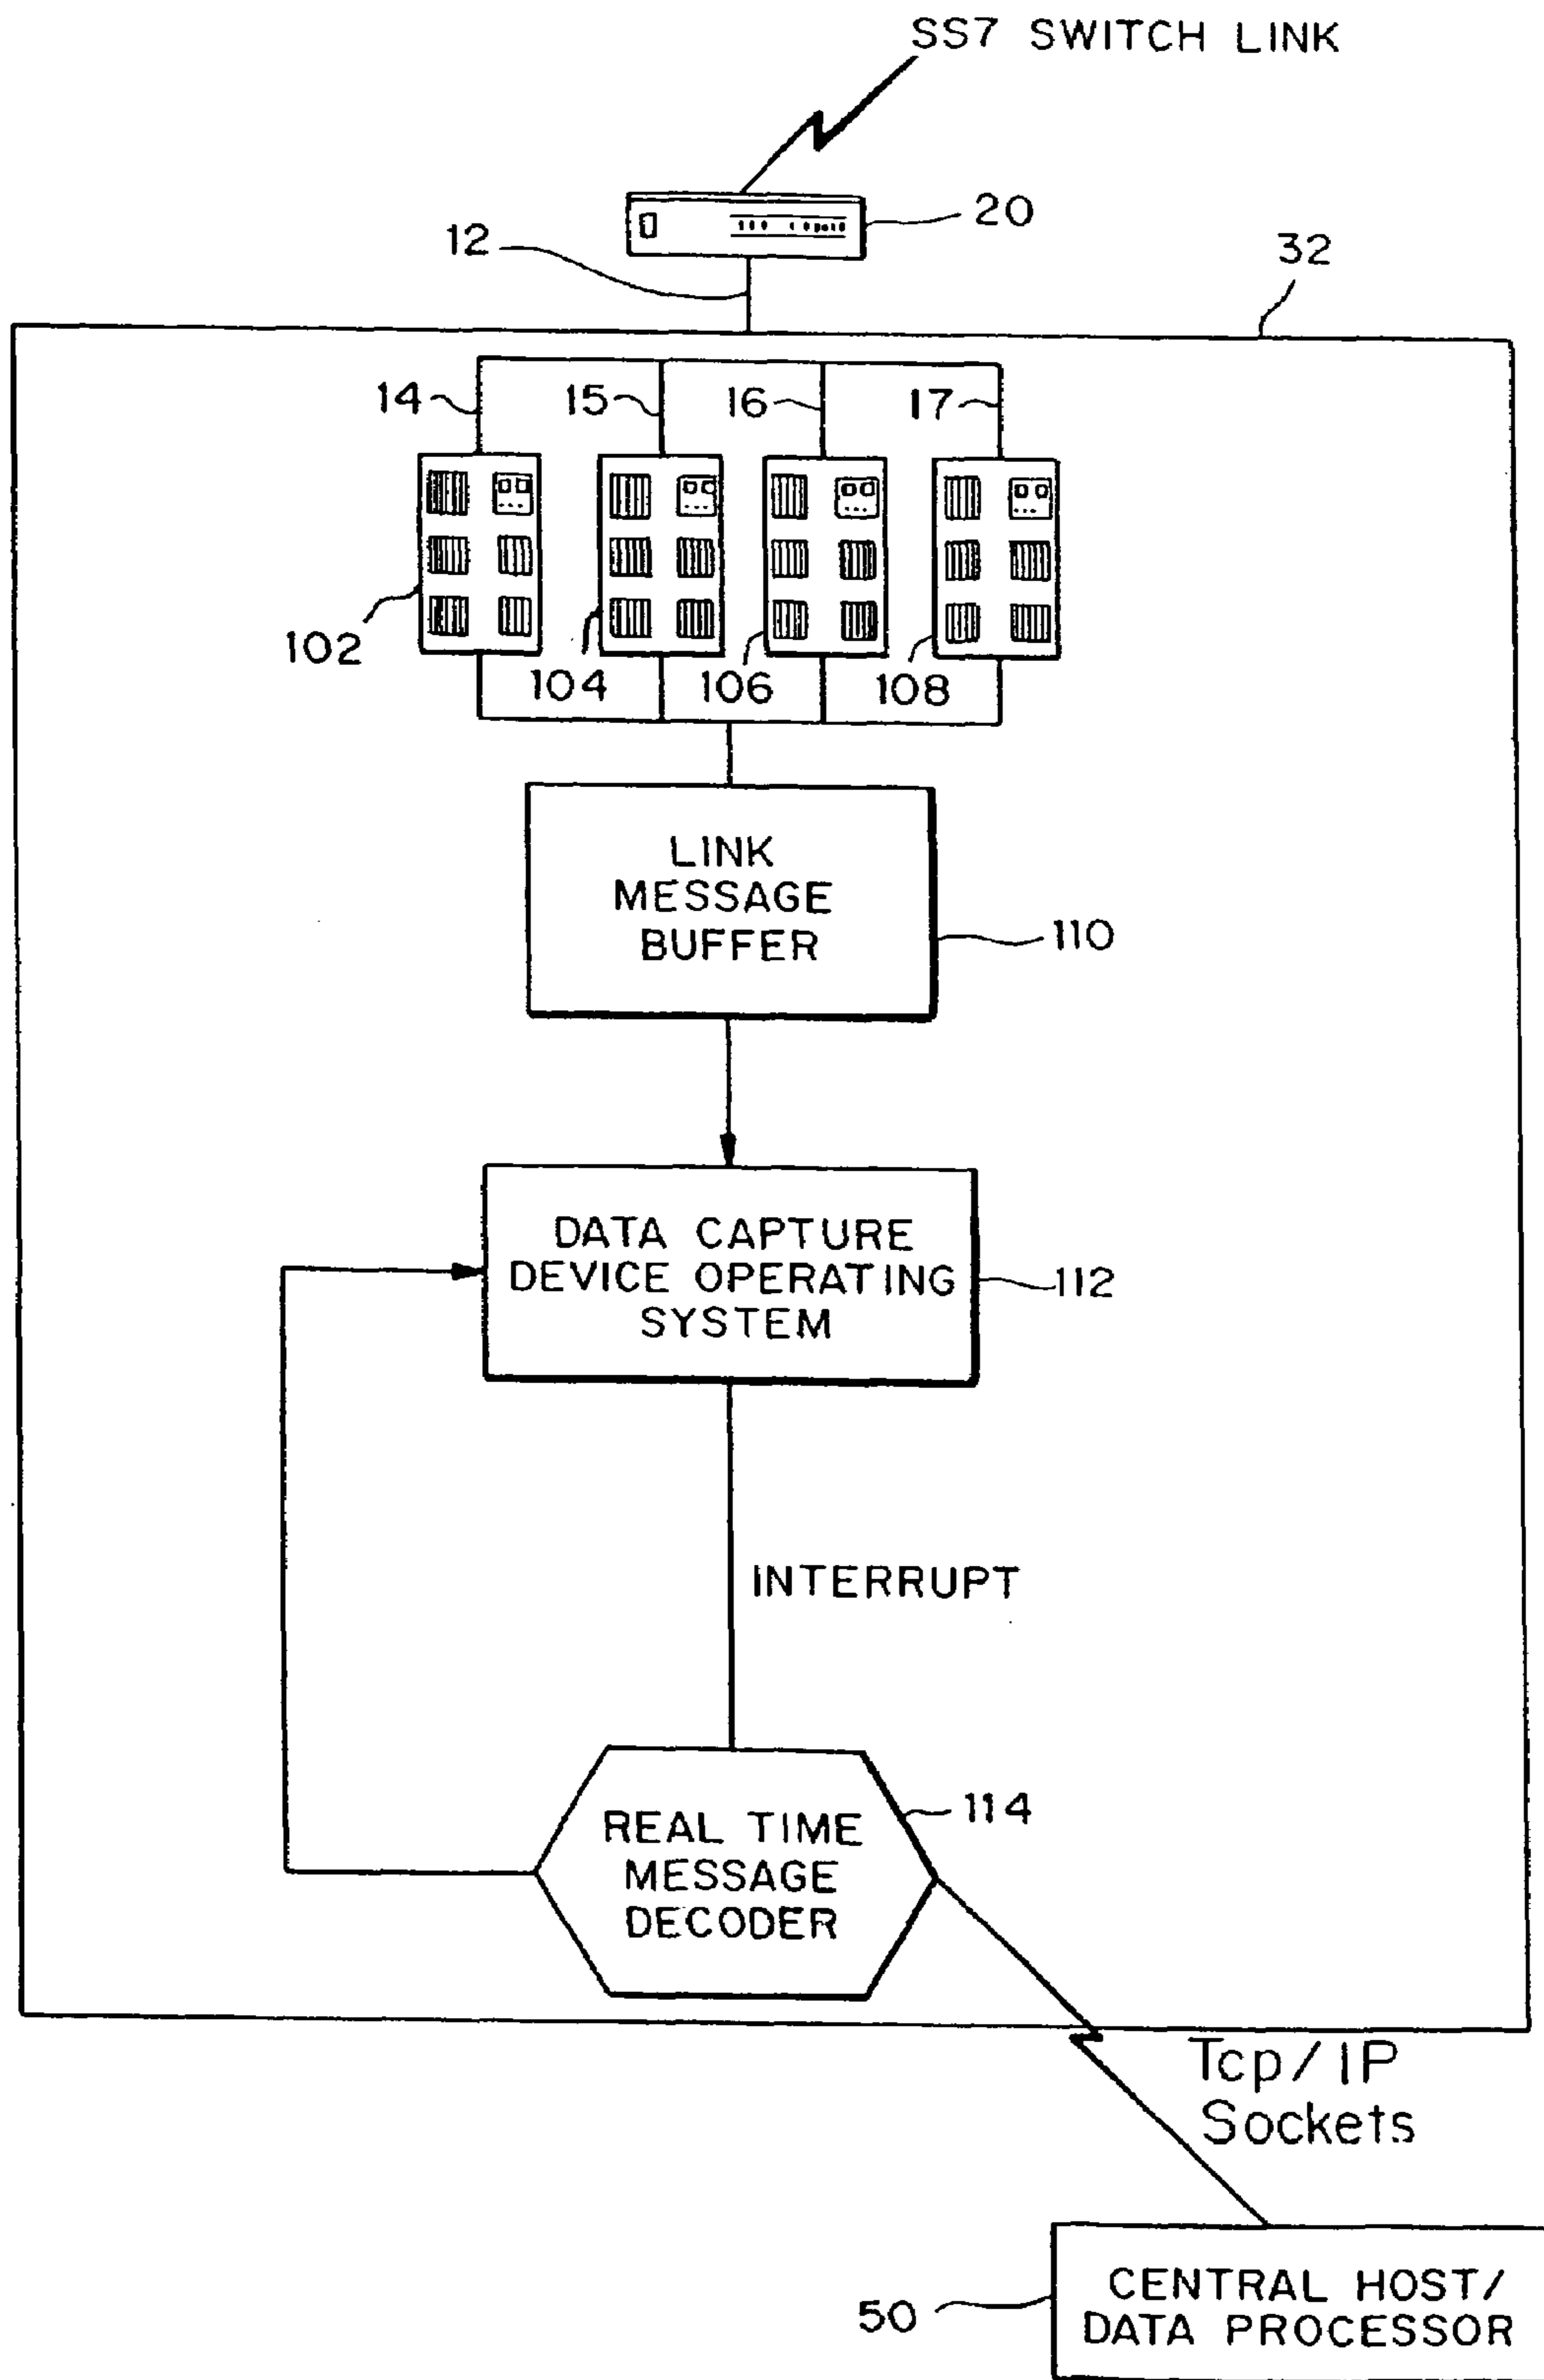 SS7 SWITCH LINK
20
12
32
14
15
16
17
102
104
106
108
LINK
MESSAGE
BUFFER
110
DATA CAPTURE
DEVICE OPERATING
SYSTEM
112
INTERRUPT
REAL TIME
MESSAGE
DECODER
114
Tcp/IP
Sockets
CENTRAL HOST/
DATA PROCESSOR
50